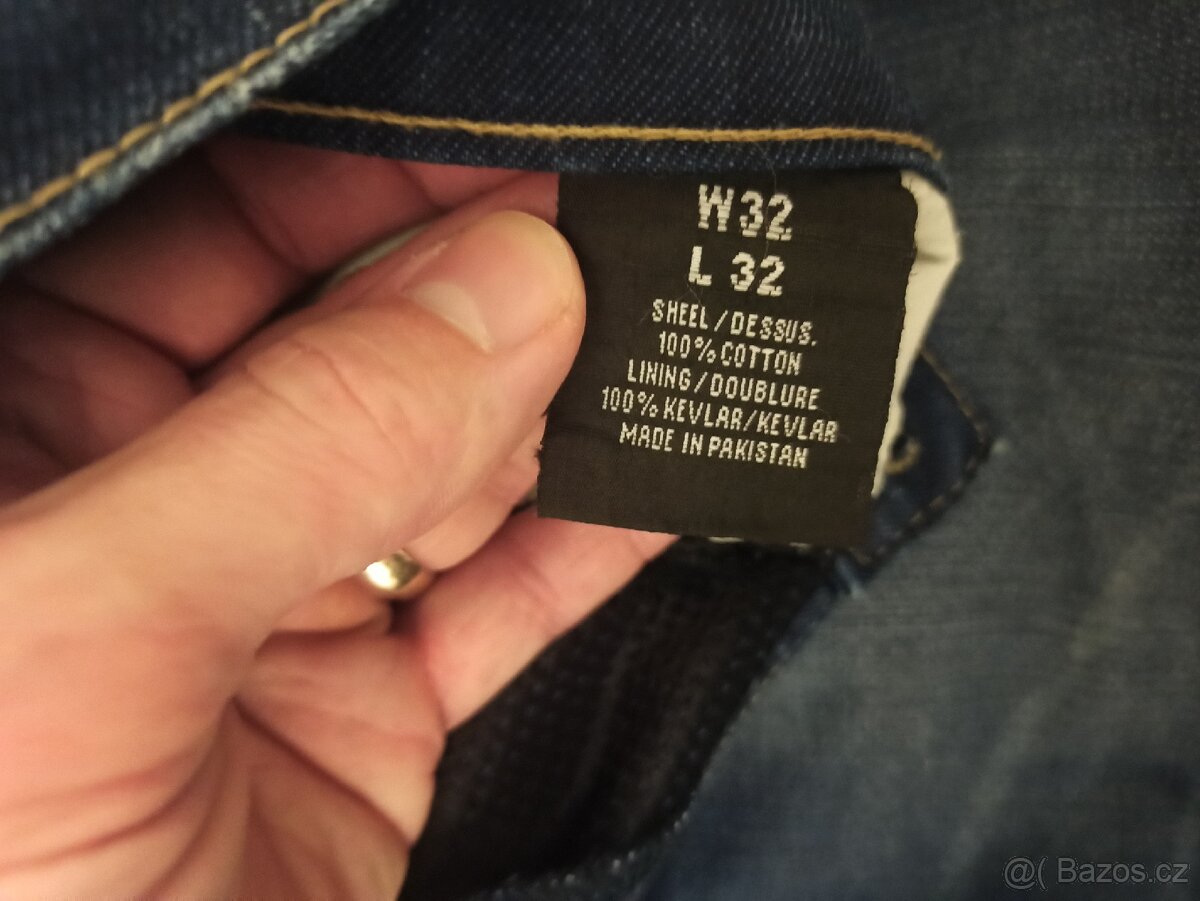 W32
L 32
SHEEL/DESSUS.
100% COTTON
LINING/DOUBLURE
100% KEVLAR/KEVLAR
MADE IN PAKISTAN
@( Bazos.cz